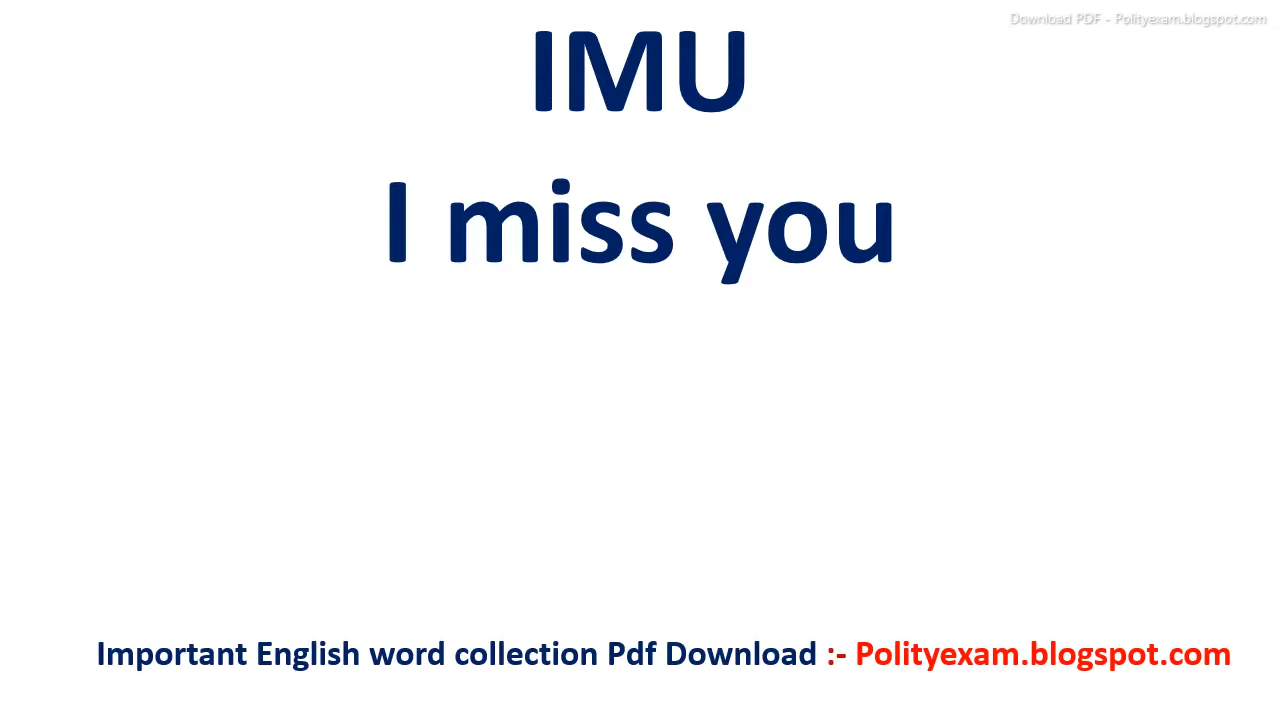 Download PDF - Polityexam.blogspot.com
IMU
I miss you
Important English word collection Pdf Download :- Polityexam.blogspot.com